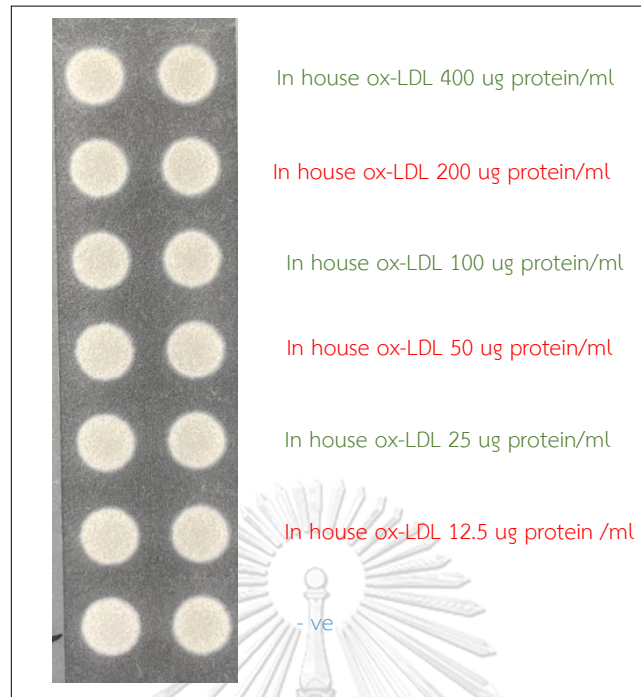 In house ox-LDL 400 ug protein/ml
In house ox-LDL 200 ug protein/ml
In house ox-LDL 100 ug protein/ml
In house ox-LDL 50 ug protein/ml
In house ox-LDL 25 ug protein/ml
In house ox-LDL 12.5 ug protein /ml
- ve